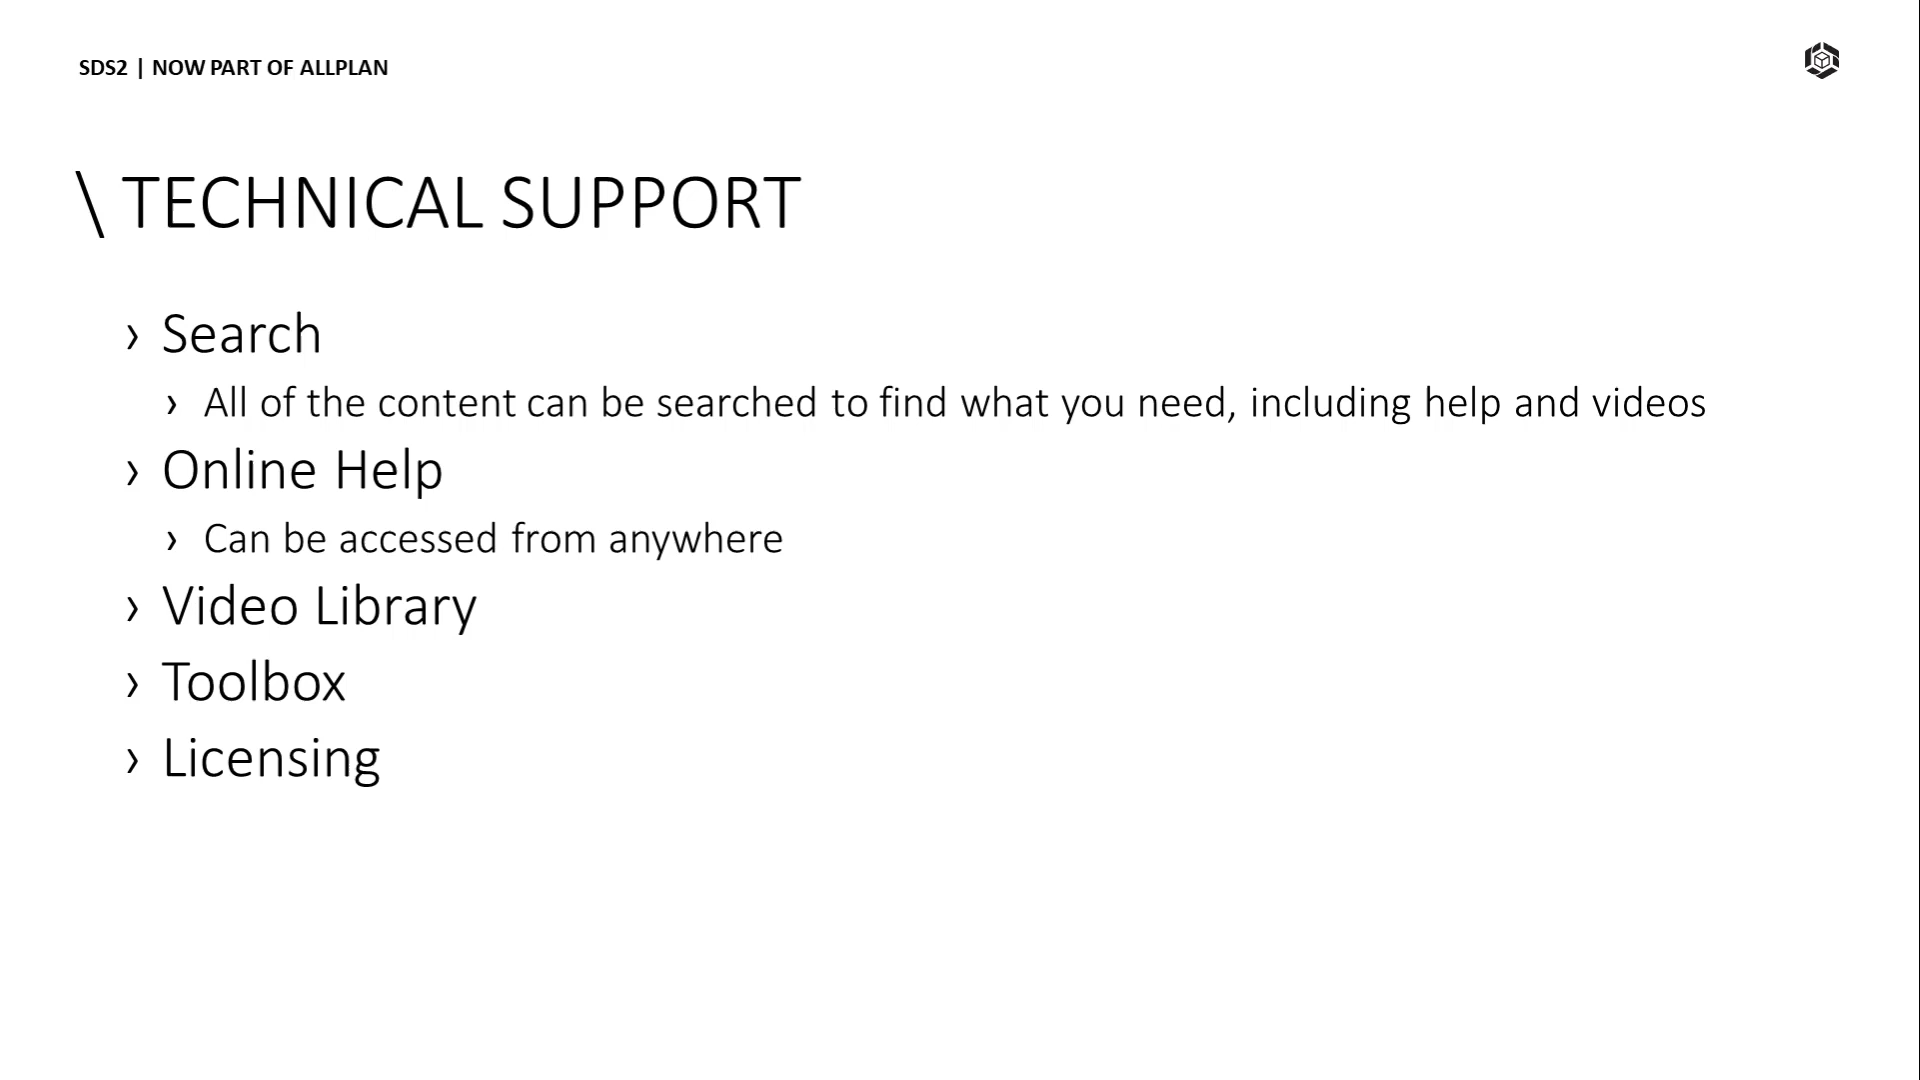 SDS2 | NOW PART OF ALLPLAN
\ TECHNICAL SUPPORT
› Search
› All of the content can be searched to find what you need, including help and videos
› Online Help
› Can be accessed from anywhere
› Video Library
› Toolbox
› Licensing